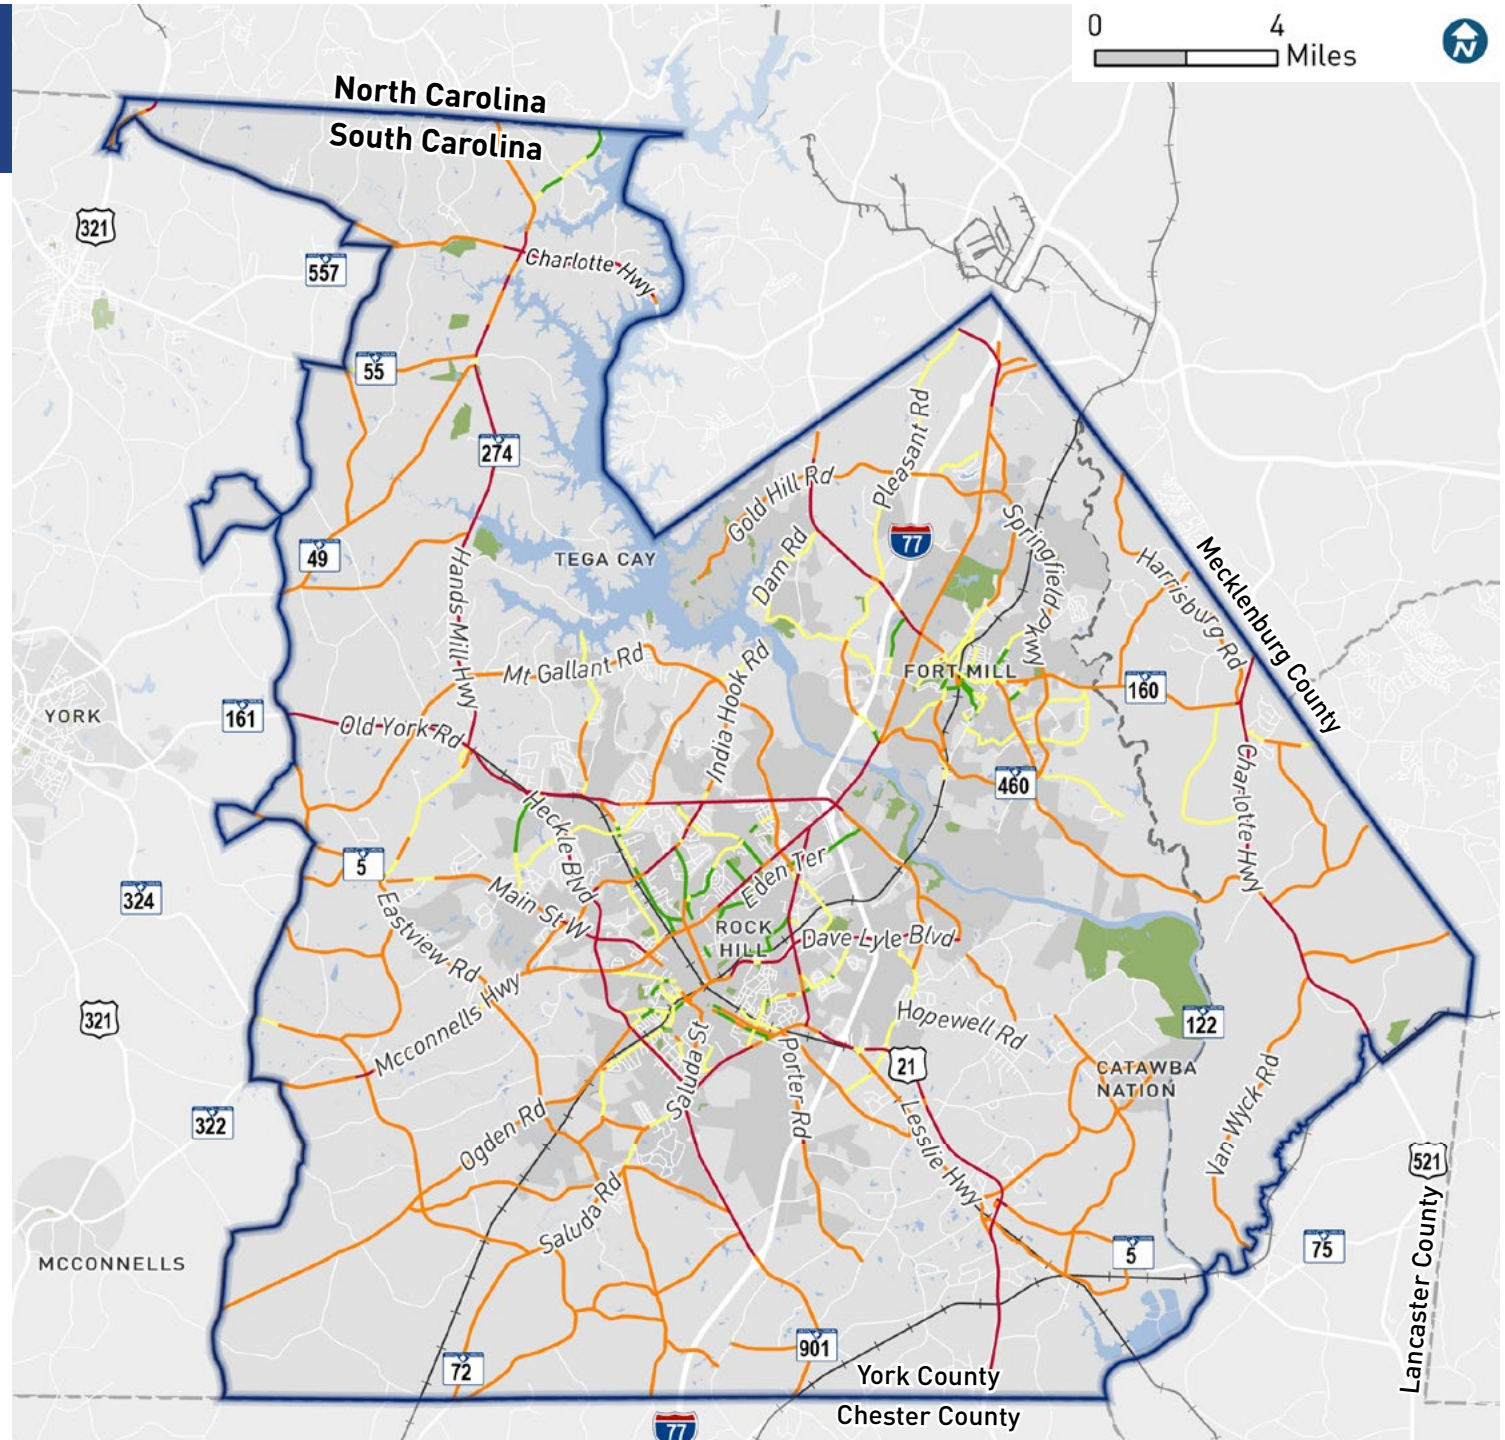 0 4
Miles
N
North Carolina
South Carolina
321
557
Charlotte Hwy
55
274
Pleasant Rd
Gold Hill Rd
77
Springfield Pkwy
49
TEGA CAY
Dam Rd
Harrisburg Rd
Mecklenburg County
Hands Mill Hwy
Mt Gallant Rd
India Hook Rd
FORT MILL
160
YORK
161
Old York Rd
460
Charlotte Hwy
Heckle Blvd
5
324
Eden Ter
Main St W
Eastview Rd
ROCK
HILL
Dave Lyle Blvd
Mcconnells Hwy
321
Hopewell Rd
122
21
CATAWBA
NATION
322
Saluda St
Porter Rd
Lesslie Hwy
Van Wyck Rd
Ogden Rd
521
Saluda Rd
MCCONNELLS
5
75
Lancaster County
901
72
York County
Chester County
77